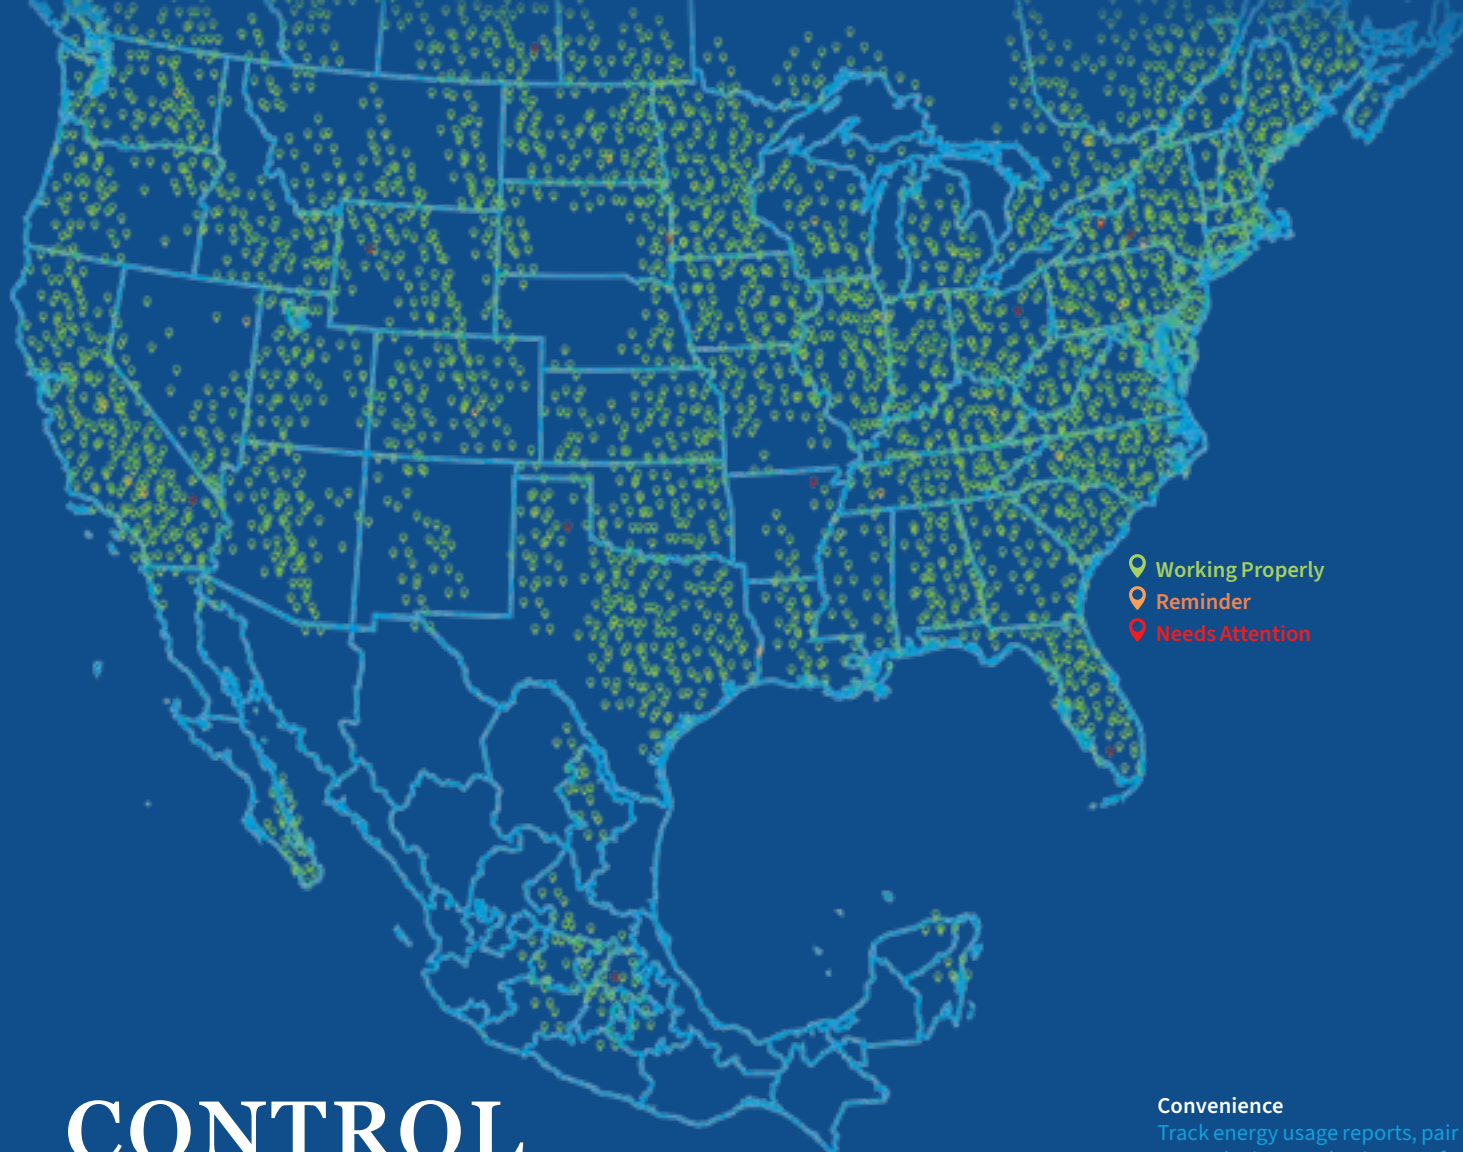 Working Properly
Reminder
Needs Attention
CONTROL
Convenience
Track energy usage reports, pair